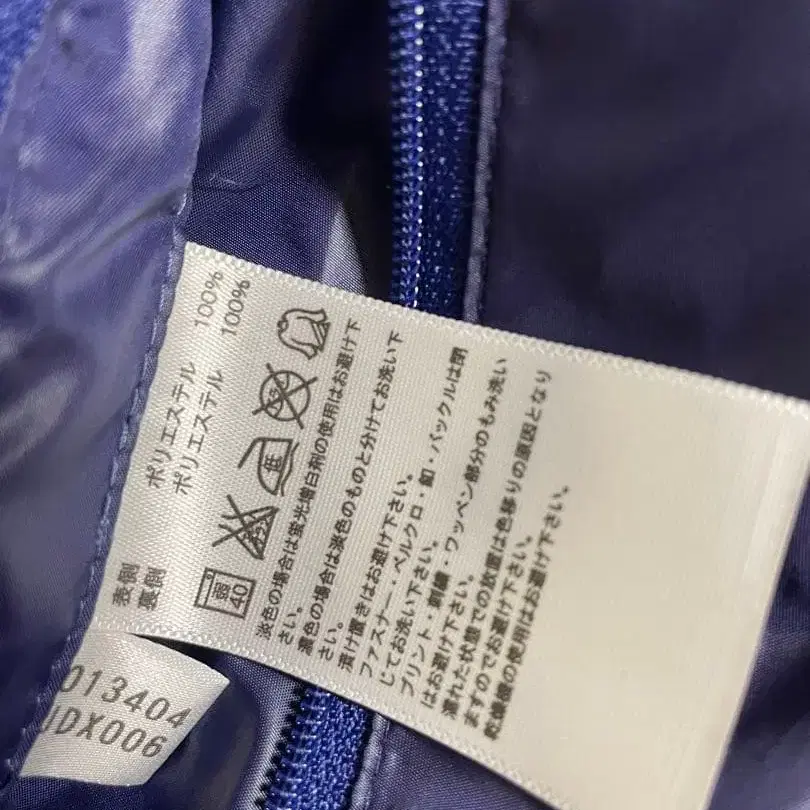 表側 ポリエステル 100%
裏側 ポリエステル 100%
弱
40
低
淡色の場合は蛍光増白剤の使用はお避け下
さい。
濃色の場合は淡色のものと分けてお洗い下
さい。
漬け置きはお避け下さい。
ファスナー・ベルクロ・釦・バックルは閉
じてお洗い下さい。
プリント・刺繍・ワッペン部分のもみ洗い
はお避け下さい。
濡れた状態での放置は色移りの原因となり
ますのでお避け下さい。
乾燥機の使用はお避け下さい。
013404
JDX006